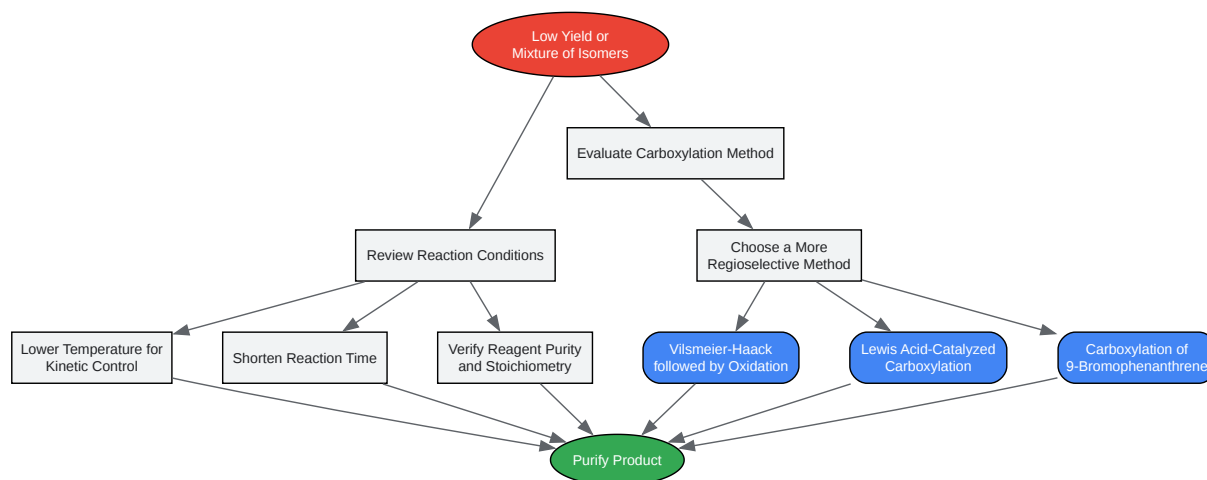 Low Yield or
Mixture of Isomers
Evaluate Carboxylation Method
Review Reaction Conditions
Choose a More
Regioselective Method
Lower Temperature for
Kinetic Control
Shorten Reaction Time
Verify Reagent Purity
and Stoichiometry
Vilsmeier-Haack
followed by Oxidation
Lewis Acid-Catalyzed
Carboxylation
Carboxylation of
9-Bromophenanthrene
Purify Product